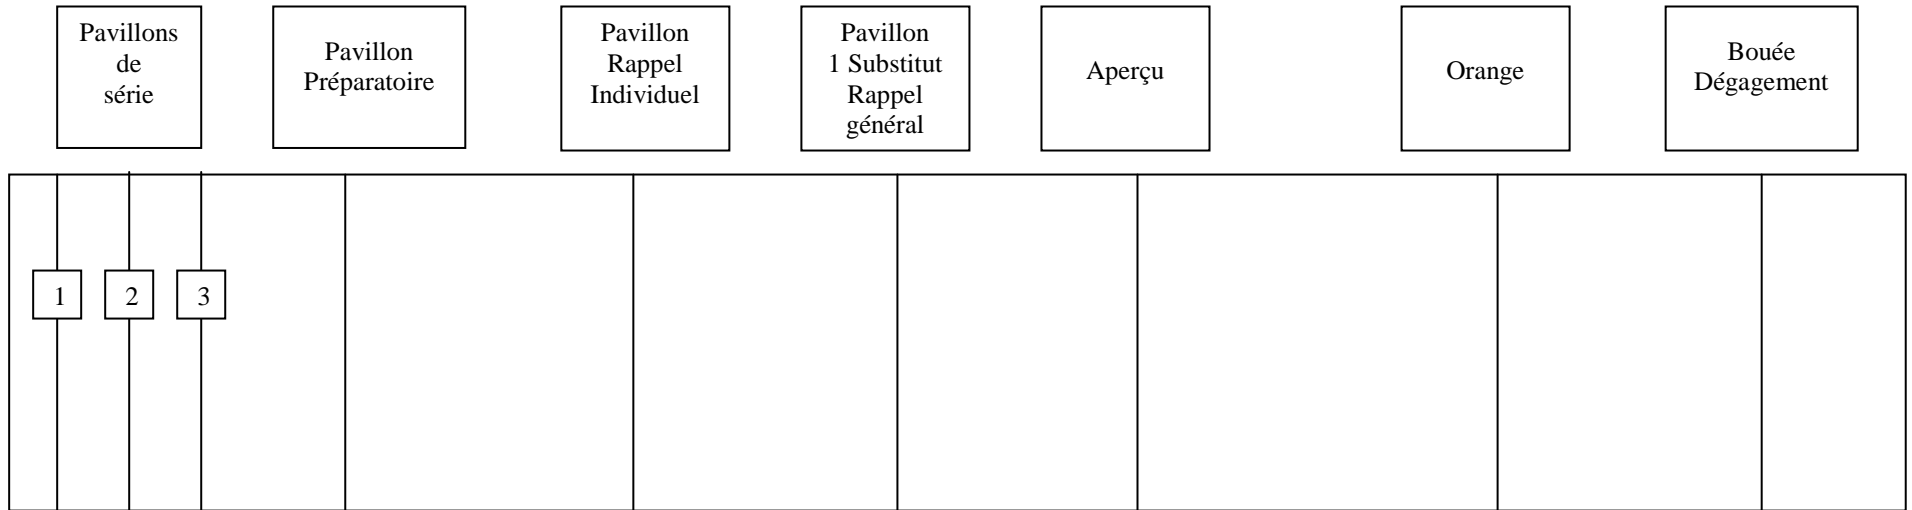 Pavillons
de
série
Pavillon
Préparatoire
Pavillon
Rappel
Individuel
Pavillon
1 Substitut
Rappel
général
Aperçu
Orange
Bouée
Dégagement
1
2
3